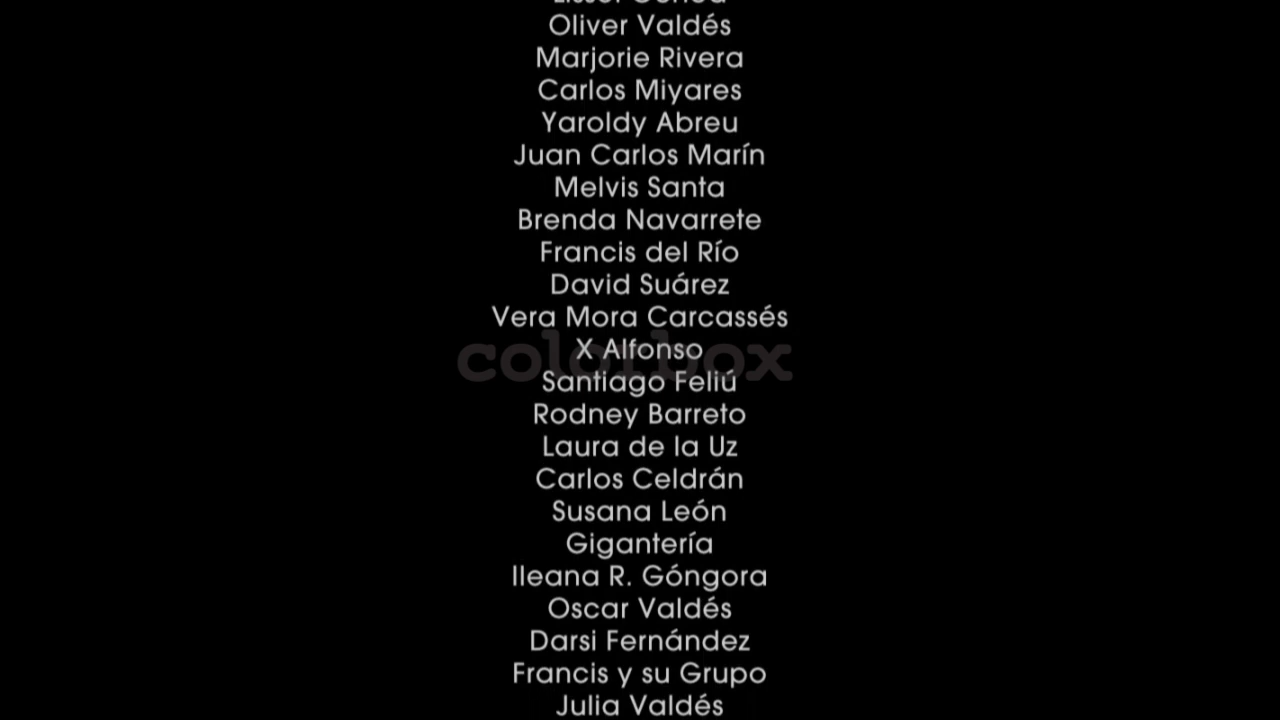 Oliver Valdés
Marjorie Rivera
Carlos Miyares
Yaroldy Abreu
Juan Carlos Marín
Melvis Santa
Brenda Navarrete
Francis del Río
David Suárez
Vera Mora Carcassés
X Alfonso
colorbox
Santiago Feliú
Rodney Barreto
Laura de la Uz
Carlos Celdrán
Susana León
Gigantería
Ileana R. Góngora
Oscar Valdés
Darsi Fernández
Francis y su Grupo
Julia Valdés